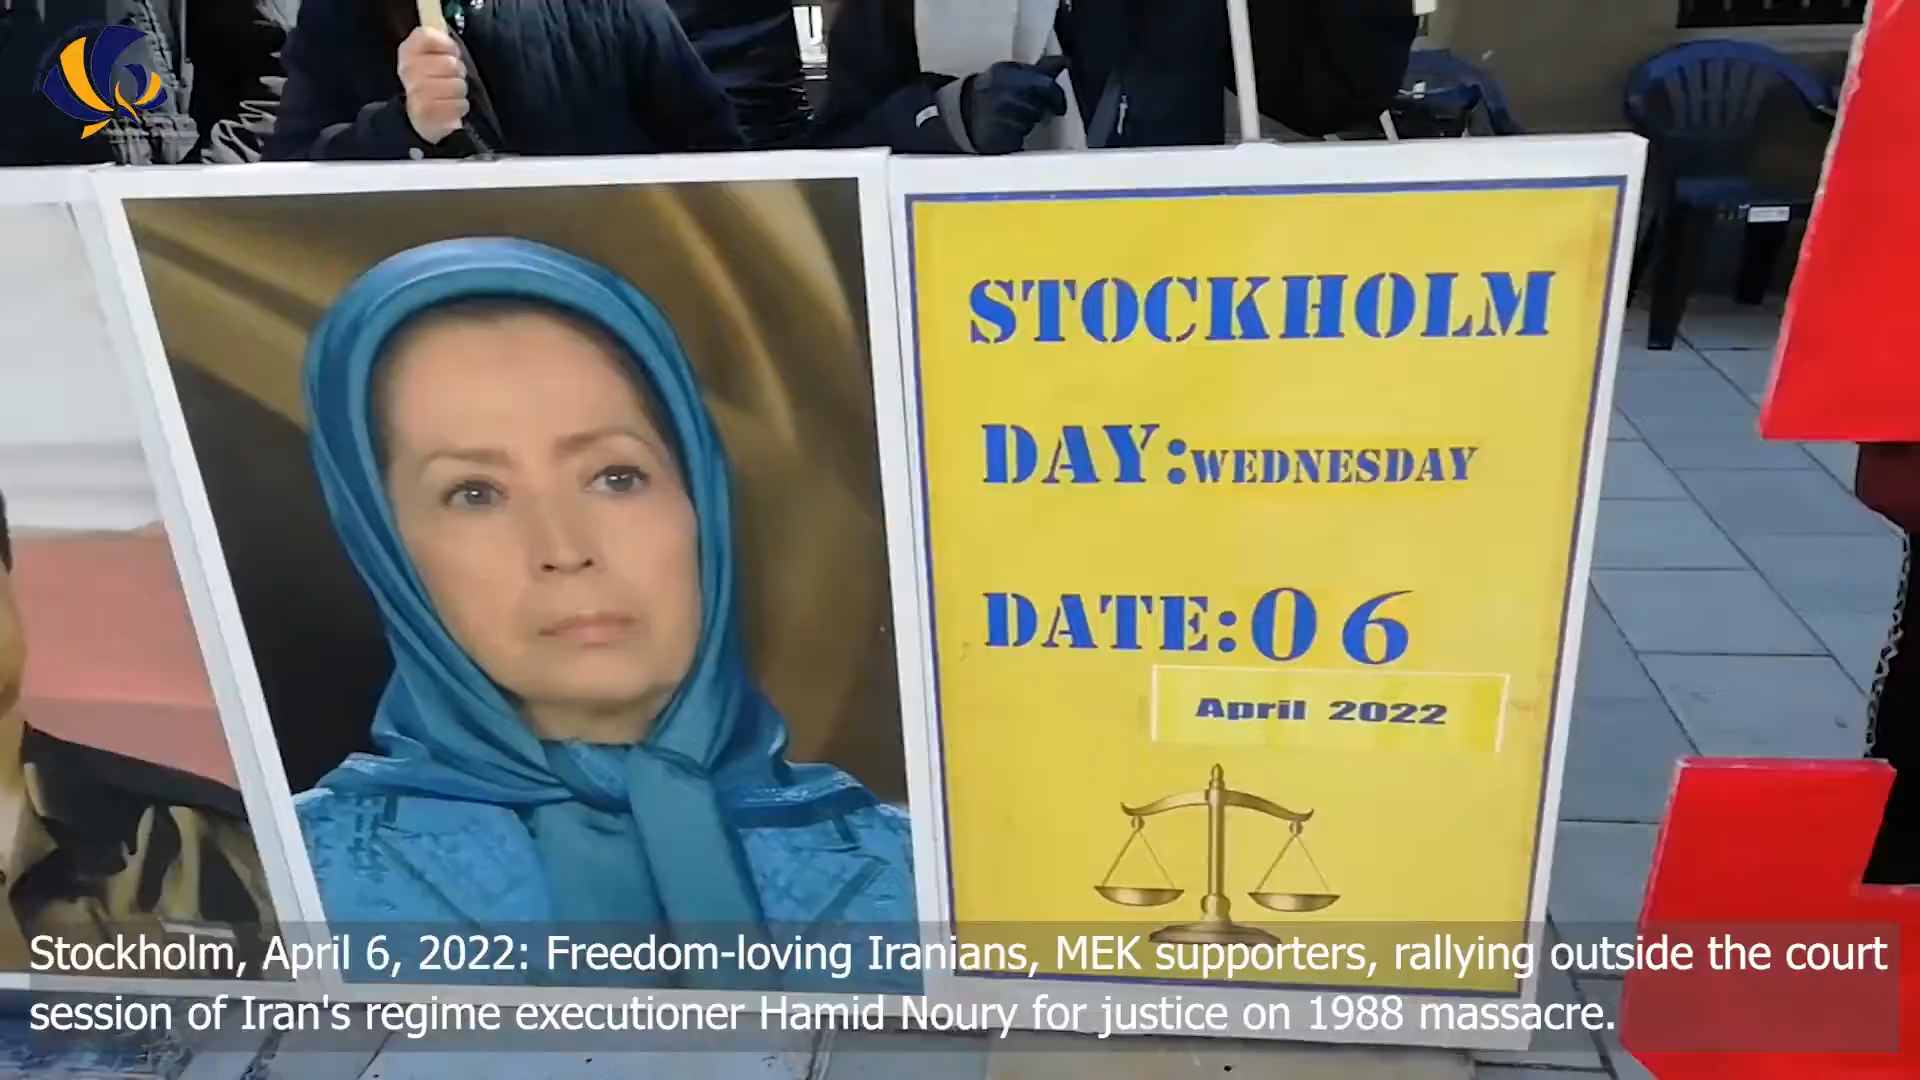 STOCKHOLM
DAY:WEDNESDAY
DATE:06
April 2022
Stockholm, April 6, 2022: Freedom-loving Iranians, MEK supporters, rallying outside the court
session of Iran's regime executioner Hamid Noury for justice on 1988 massacre.